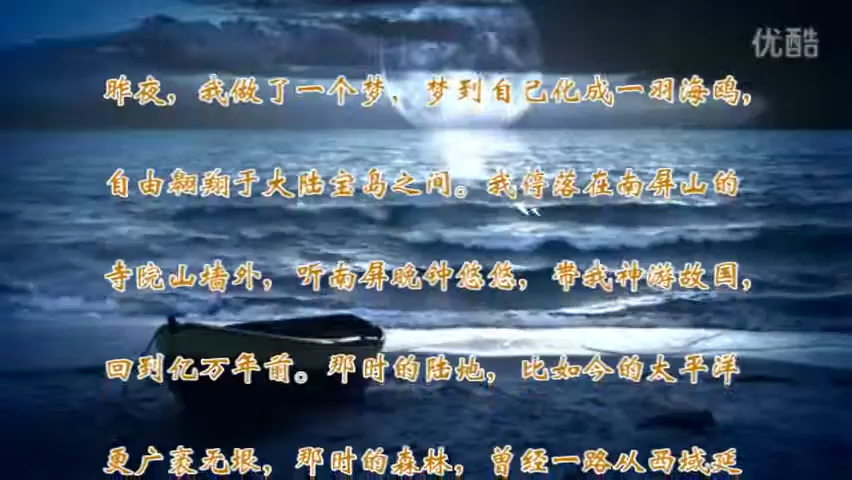 优酷
昨夜，我做了一个梦，梦到自己化成一羽海鸥，
自由翱翔于大陆宝岛之间。我停落在南屏山的
寺院山墙外，听南屏晚钟悠悠，带我神游故国，
回到亿万年前。那时的陆地，比如今的太平洋
更广袤无垠，那时的森林，曾经一路从西域延